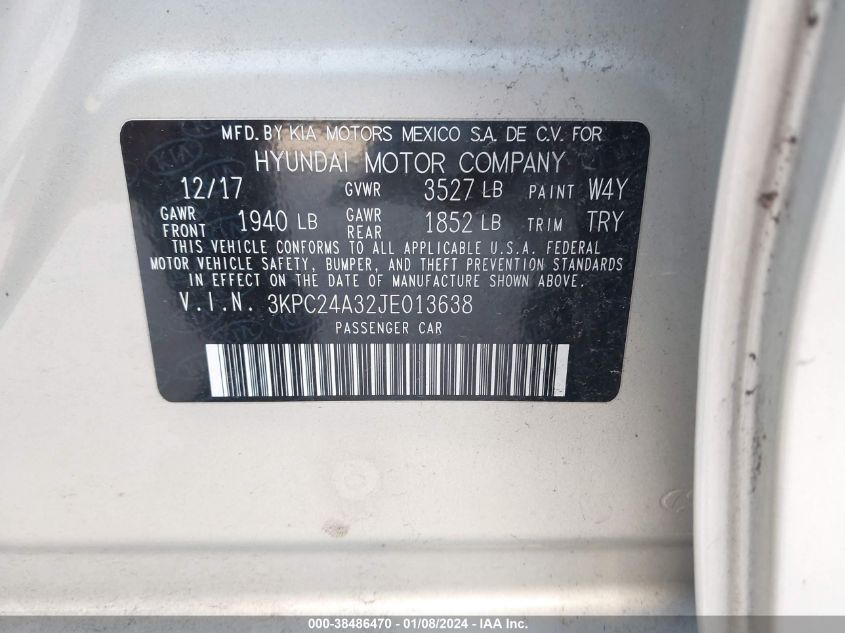 MFD. BY KIA MOTORS MEXICO S.A. DE C.V. FOR
HYUNDAI MOTOR COMPANY
12/17 GVWR 3527 LB PAINT W4Y
GAWR FRONT 1940 LB GAWR REAR 1852 LB TRIM TRY
THIS VEHICLE CONFORMS TO ALL APPLICABLE U.S.A. FEDERAL
MOTOR VEHICLE SAFETY, BUMPER, AND THEFT PREVENTION STANDARDS
IN EFFECT ON THE DATE OF MANUFACTURE SHOWN ABOVE.
V.I.N. 3KPC24A32JE013638
PASSENGER CAR
000-38486470 - 01/08/2024 - IAA Inc.